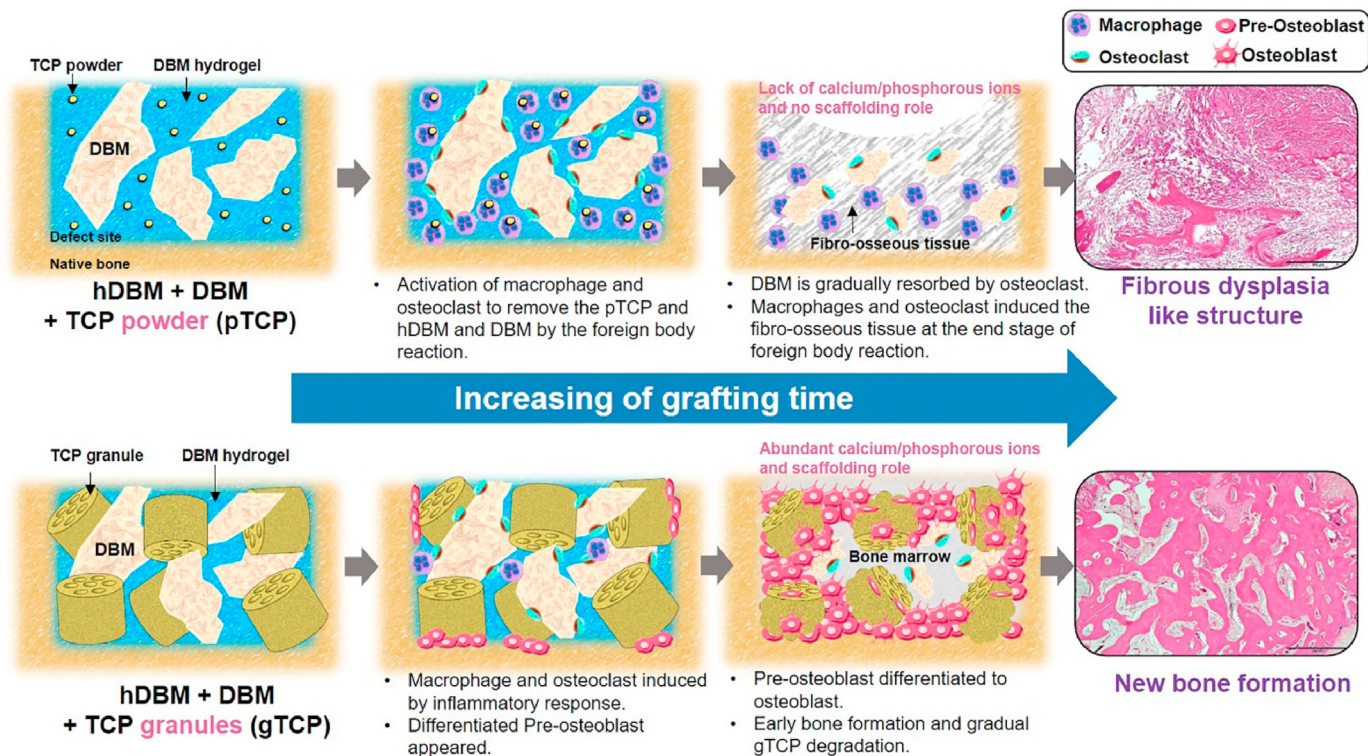 Macrophage
Pre-Osteoblast
Osteoclast
Osteoblast
TCP powder
DBM hydrogel
DBM
Defect site
Native bone
hDBM + DBM
+ TCP powder (pTCP)
• Activation of macrophage and
osteoclast to remove the pTCP and
hDBM and DBM by the foreign body
reaction.
Lack of calcium/phosphorous ions
and no scaffolding role
Fibro-osseous tissue
• DBM is gradually resorbed by osteoclast.
• Macrophages and osteoclast induced the
fibro-osseous tissue at the end stage of
foreign body reaction.
Fibrous dysplasia
like structure
Increasing of grafting time
TCP granule
DBM hydrogel
DBM
hDBM + DBM
+ TCP granules (gTCP)
• Macrophage and osteoclast induced
by inflammatory response.
• Differentiated Pre-osteoblast
appeared.
Abundant calcium/phosphorous ions
and scaffolding role
Bone marrow
• Pre-osteoblast differentiated to
osteoblast.
• Early bone formation and gradual
gTCP degradation.
New bone formation